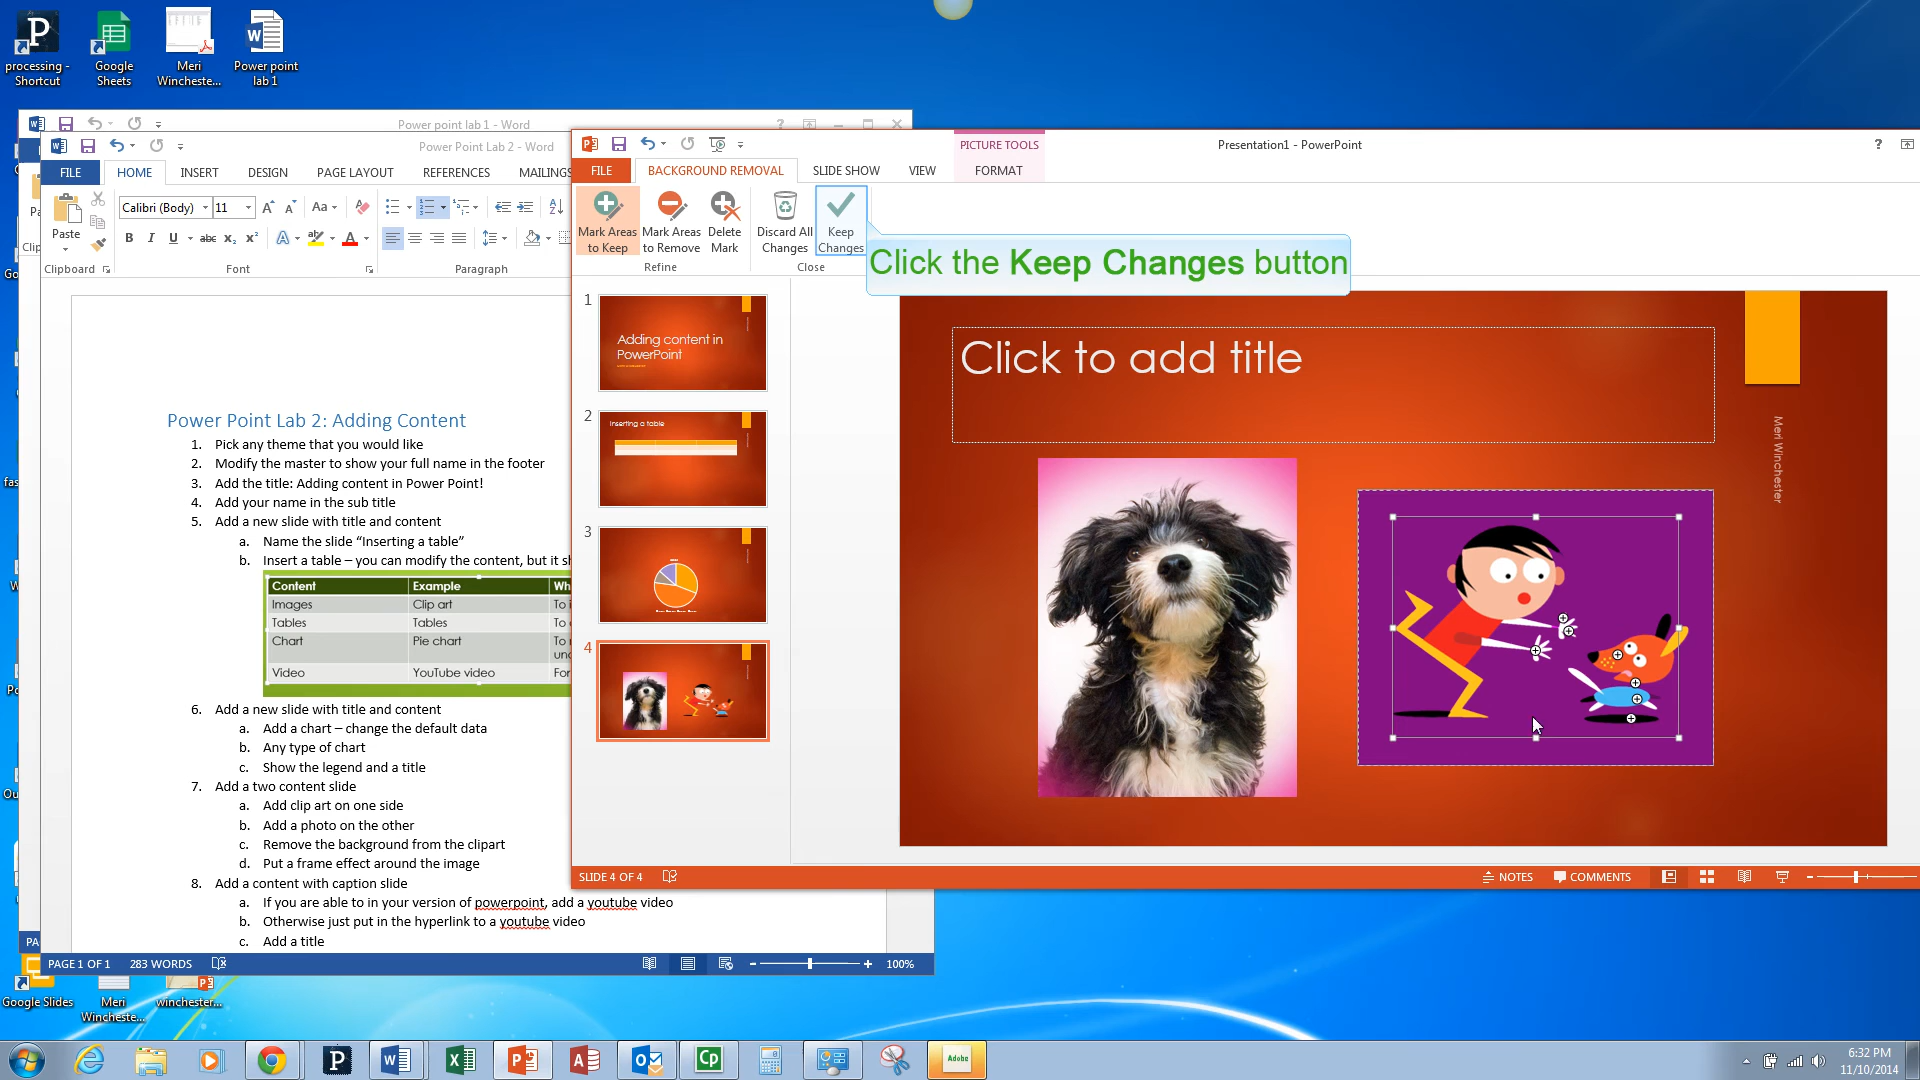 processing -
Shortcut
Google
Sheets
Meri
Wincheste...
Power point
lab 1
Power point lab 1 - Word
Power Point Lab 2 - Word
FILE
HOME
INSERT
DESIGN
PAGE LAYOUT
REFERENCES
MAILINGS
Paste
Calibri (Body)
11
Clipboard
Font
Paragraph
Power Point Lab 2: Adding Content
1. Pick any theme that you would like
2. Modify the master to show your full name in the footer
3. Add the title: Adding content in Power Point!
4. Add your name in the sub title
5. Add a new slide with title and content
a. Name the slide “Inserting a table”
b. Insert a table – you can modify the content, but it sh
Content Example Wh
Images Clip art To i
Tables Tables To
Chart Pie chart To
und
Video YouTube video For
6. Add a new slide with title and content
a. Add a chart – change the default data
b. Any type of chart
c. Show the legend and a title
7. Add a two content slide
a. Add clip art on one side
b. Add a photo on the other
c. Remove the background from the clipart
d. Put a frame effect around the image
8. Add a content with caption slide
a. If you are able to in your version of powerpoint, add a youtube video
b. Otherwise just put in the hyperlink to a youtube video
c. Add a title
PAGE 1 OF 1
283 WORDS
100%
PICTURE TOOLS
Presentation1 - PowerPoint
FILE
BACKGROUND REMOVAL
SLIDE SHOW
VIEW
FORMAT
Mark Areas
to Keep
Mark Areas
to Remove
Delete
Mark
Discard All
Changes
Keep
Changes
Refine
Close
Click the Keep Changes button
1
Adding content in
PowerPoint
2
Inserting a table
3
4
Click to add title
Meri Winchester
SLIDE 4 OF 4
NOTES
COMMENTS
Google Slides
Meri
Wincheste...
winchester...
Adobe
6:32 PM
11/10/2014